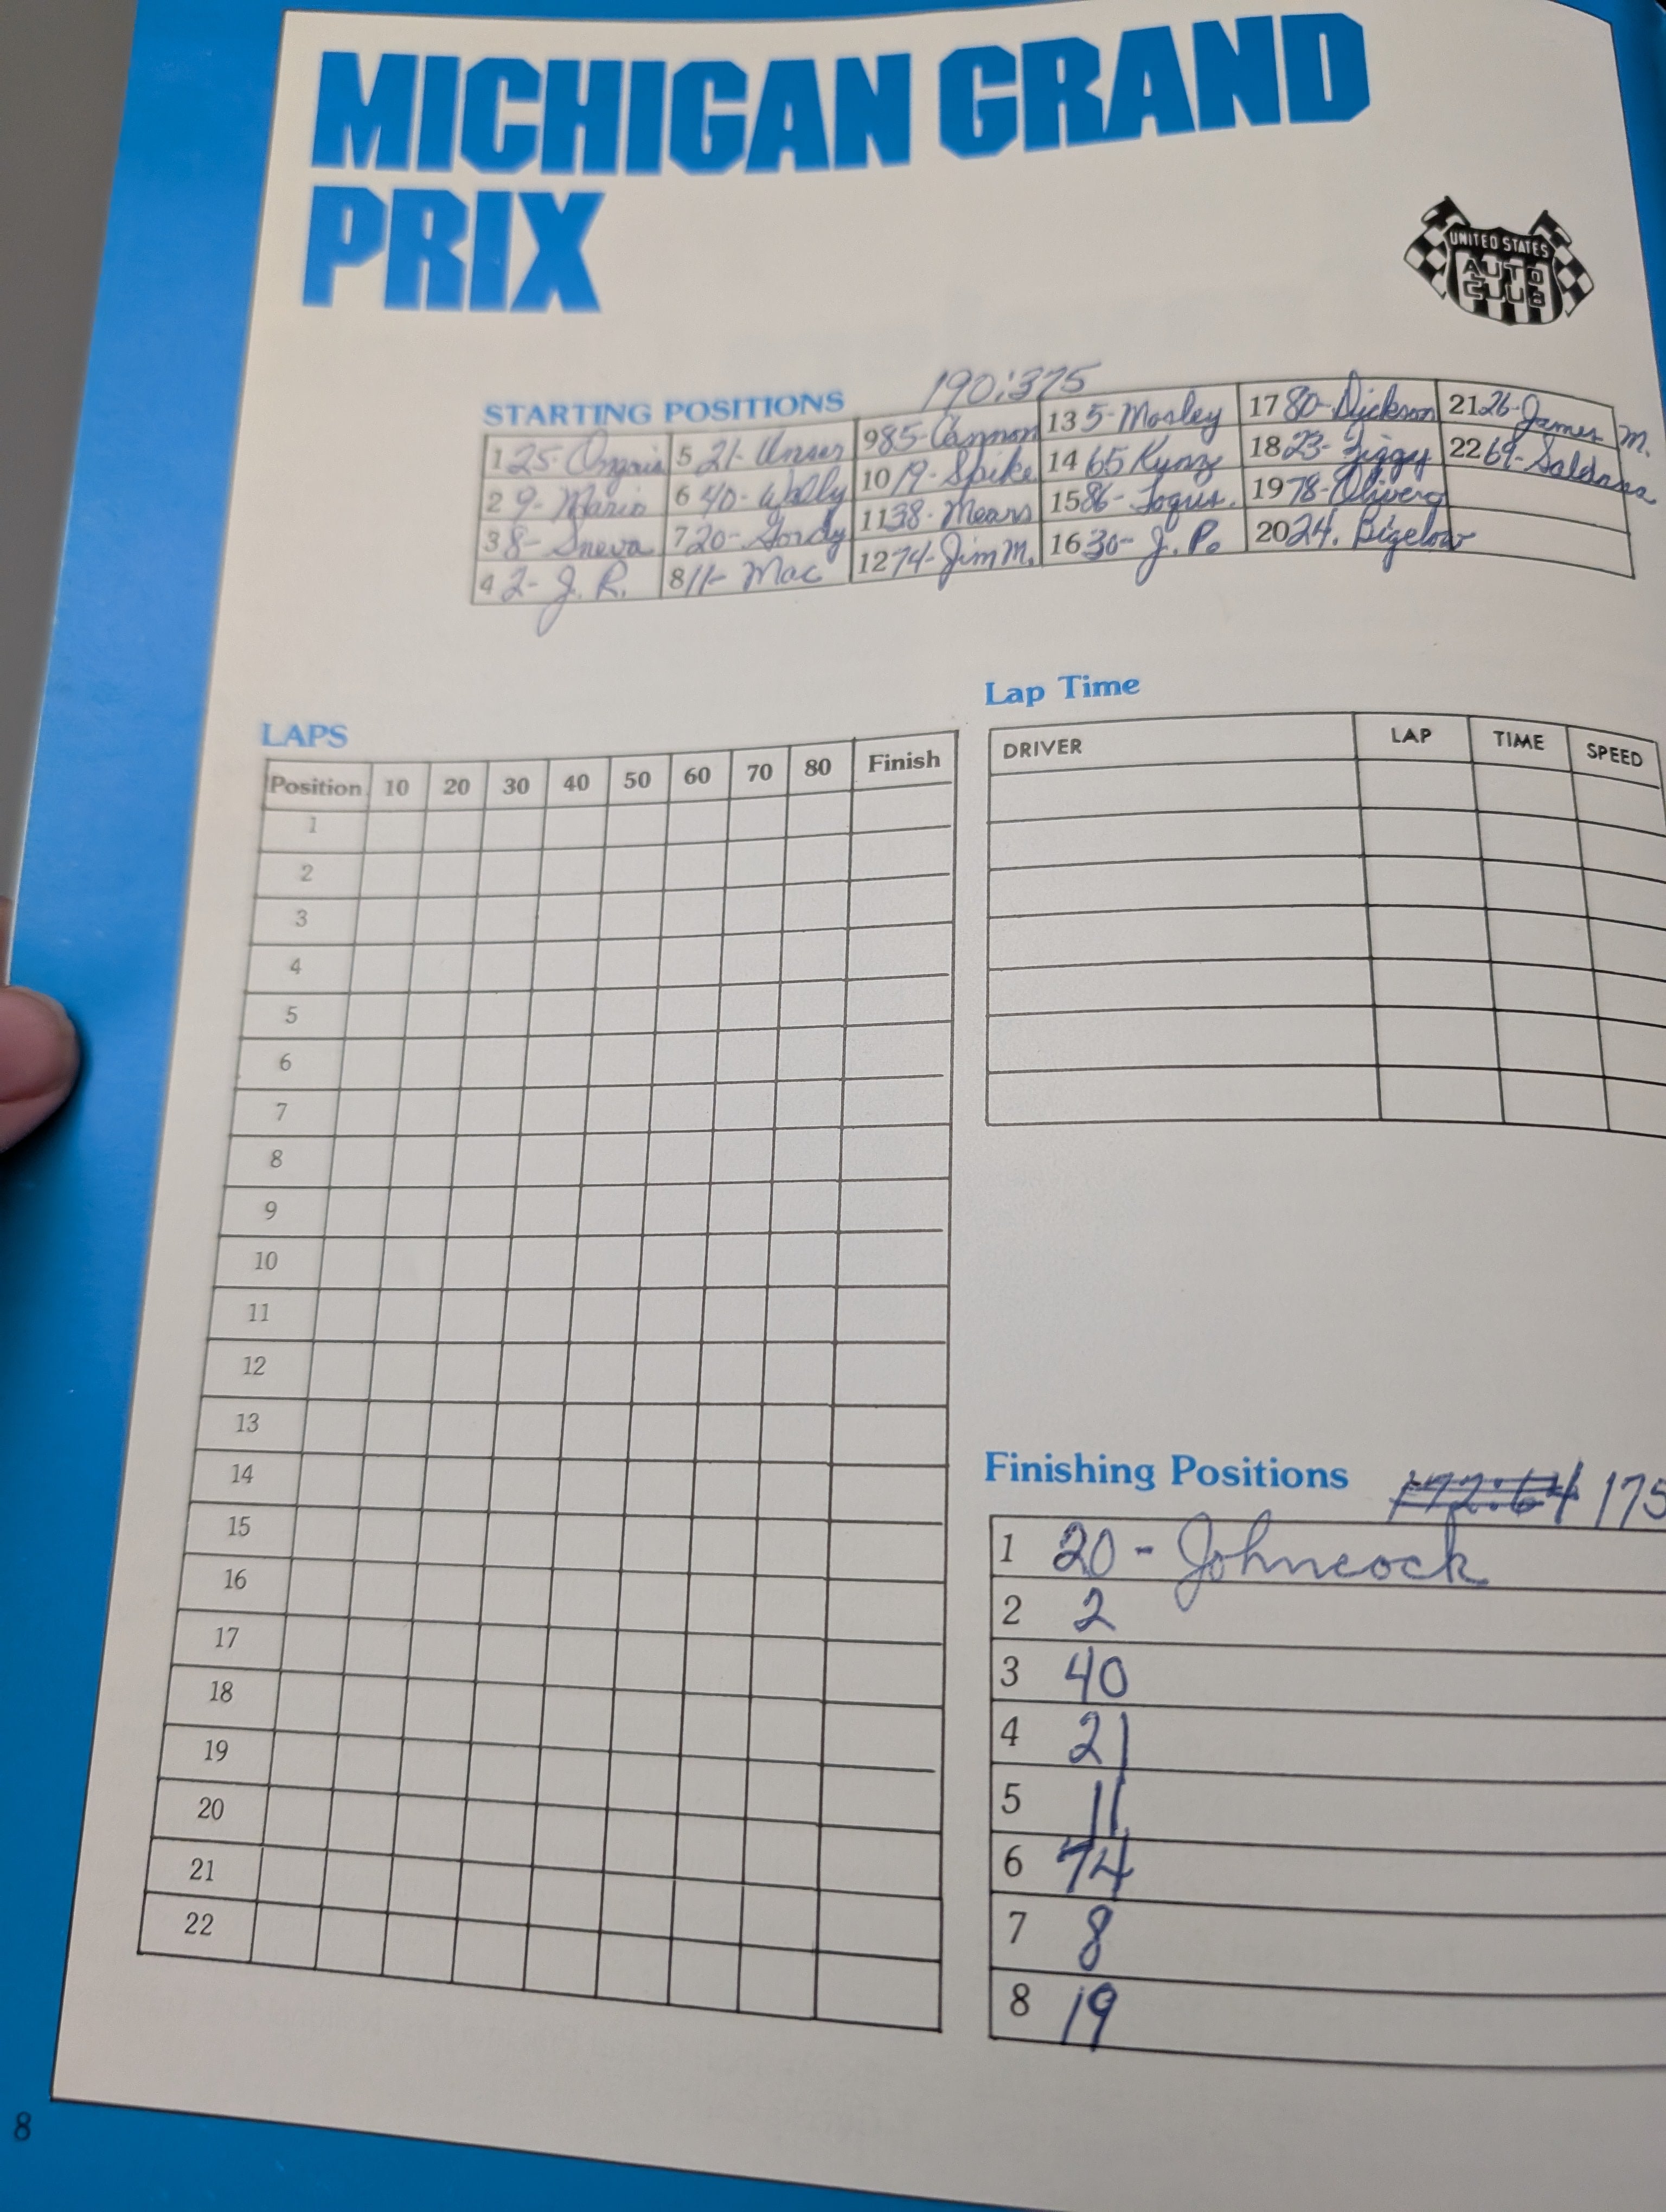 MICHIGAN GRAND
PRIX
UNITED STATES
AUTO
CLUB
STARTING POSITIONS 190:375
1 25- Ongais 5 21- Unser 9 85- Cannon 13 5- Mosley 17 80- Dickson 21 26- James M.
2 9- Mario 6 40- Wally 10 19- Spike 14 65 18 23- 22 69- Saldana
3 8- Sneva 7 20- Gordy 11 38- Mears 15 86- 19 78-
4 2- J. R. 8 11- Mac 12 74- Jim M. 16 30- J. P. 20 24. Bigelow
LAPS
Position 10 20 30 40 50 60 70 80 Finish
1
2
3
4
5
6
7
8
9
10
11
12
13
14
15
16
17
18
19
20
21
22
Lap Time
DRIVER LAP TIME SPEED
Finishing Positions 172:64 175
1 20 - Johncock
2 2
3 40
4 21
5 11
6 74
7 8
8 19
8